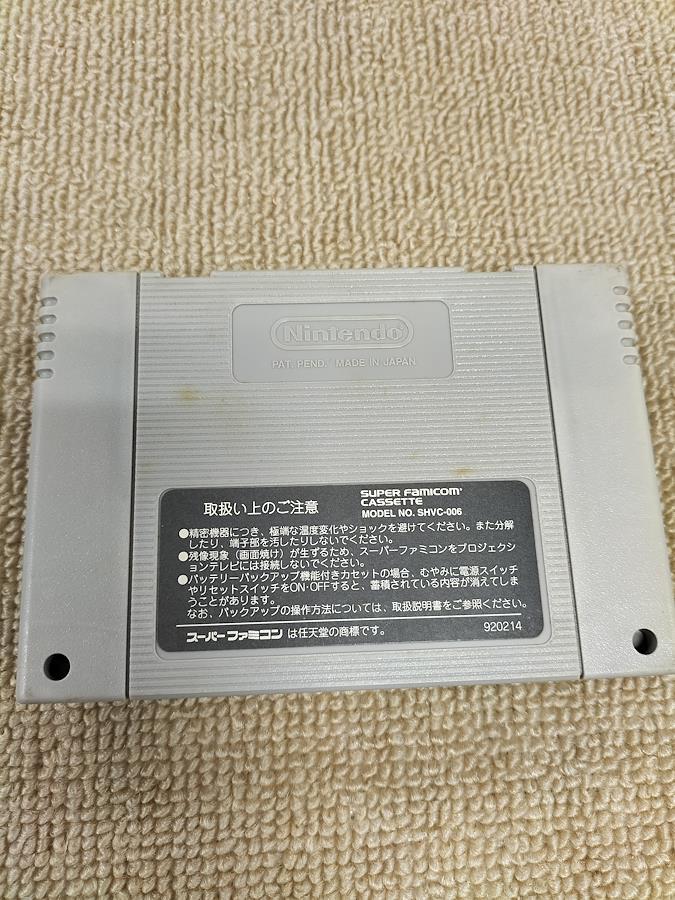 Nintendo
PAT. PEND. MADE IN JAPAN
取扱い上のご注意
SUPER FAMICOM
CASSETTE
MODEL NO. SHVC-006
●精密機器につき、極端な温度変化やショックを避けてください。また分解
したり、端子部を汚したりしないでください。
●残像現象（画面焼け）が生ずるため、スーパーファミコンをプロジェクシ
ョンテレビには接続しないでください。
●バッテリーバックアップ機能付きカセットの場合、むやみに電源スイッチ
やリセットスイッチをON・OFFすると、蓄積されている内容が消えてしま
うことがあります。
なお、バックアップの操作方法については、取扱説明書をご参照ください。
スーパーファミコン は任天堂の商標です。
920214